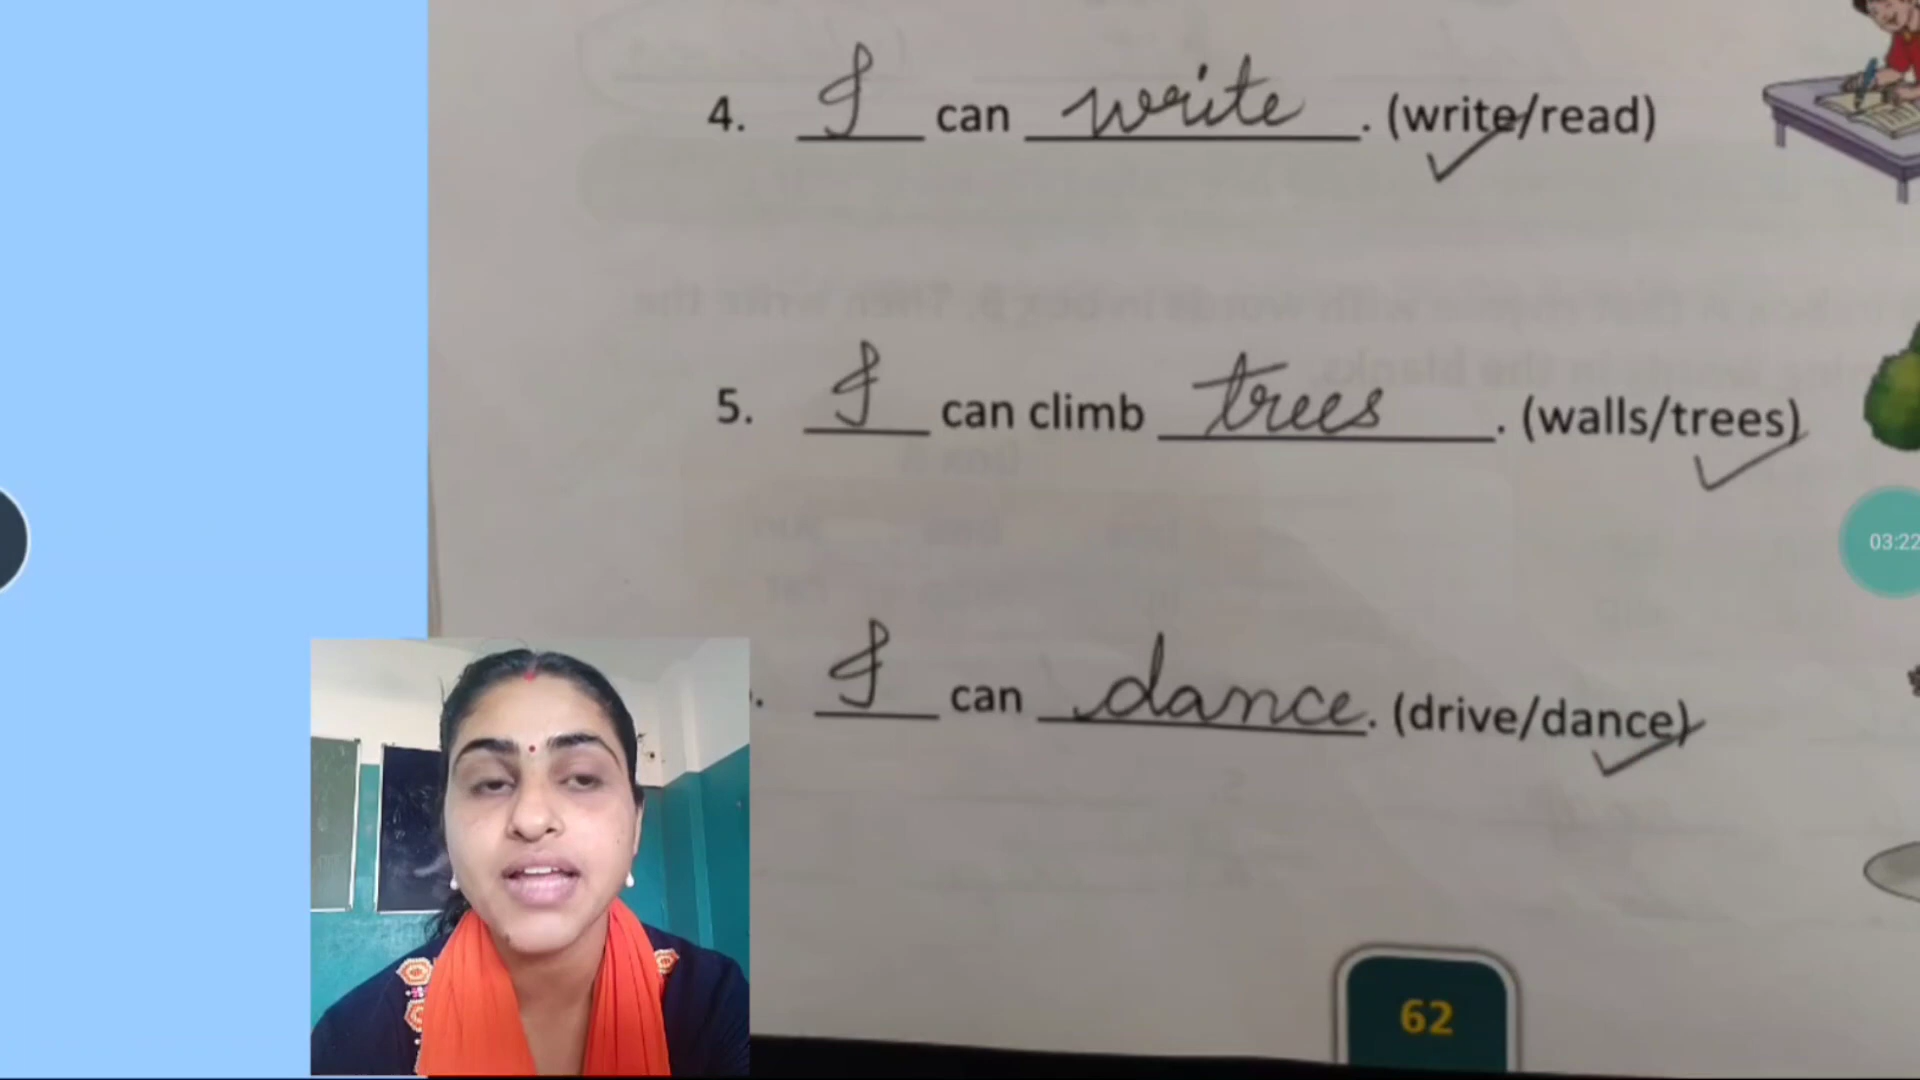 4. I can write. (write/read)
5. I can climb trees. (walls/trees)
03:22
. I can dance. (drive/dance)
62